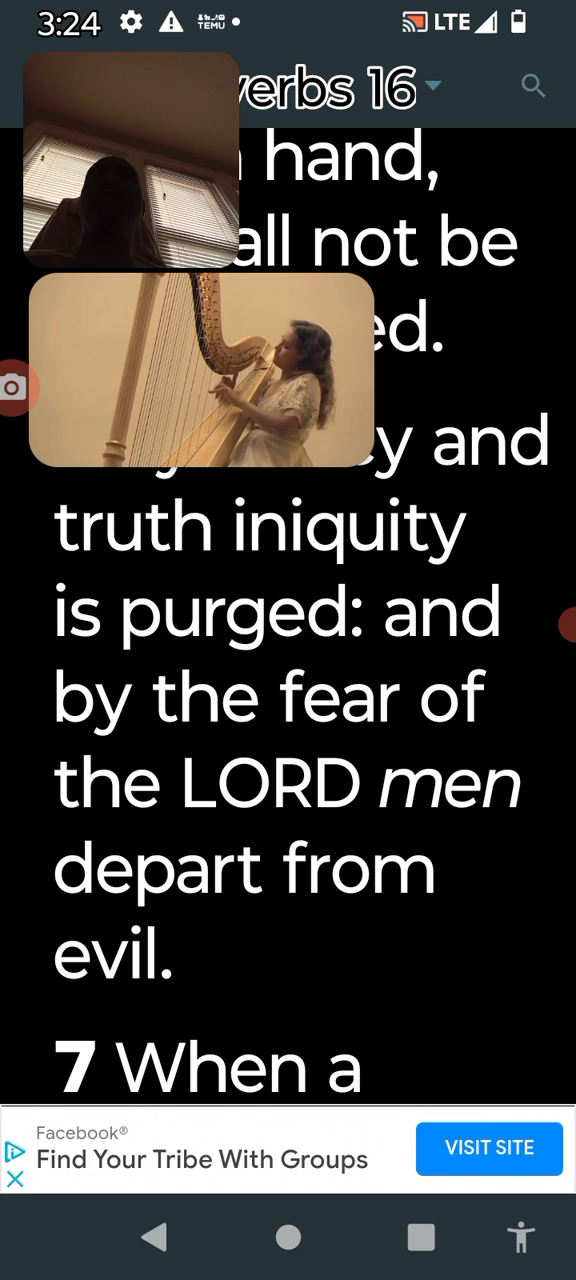 3:24 TEMU LTE
verbs 16
hand,
all not be
ed.
y and
truth iniquity
is purged: and
by the fear of
the LORD men
depart from
evil.
7 When a
Facebook®
Find Your Tribe With Groups
VISIT SITE